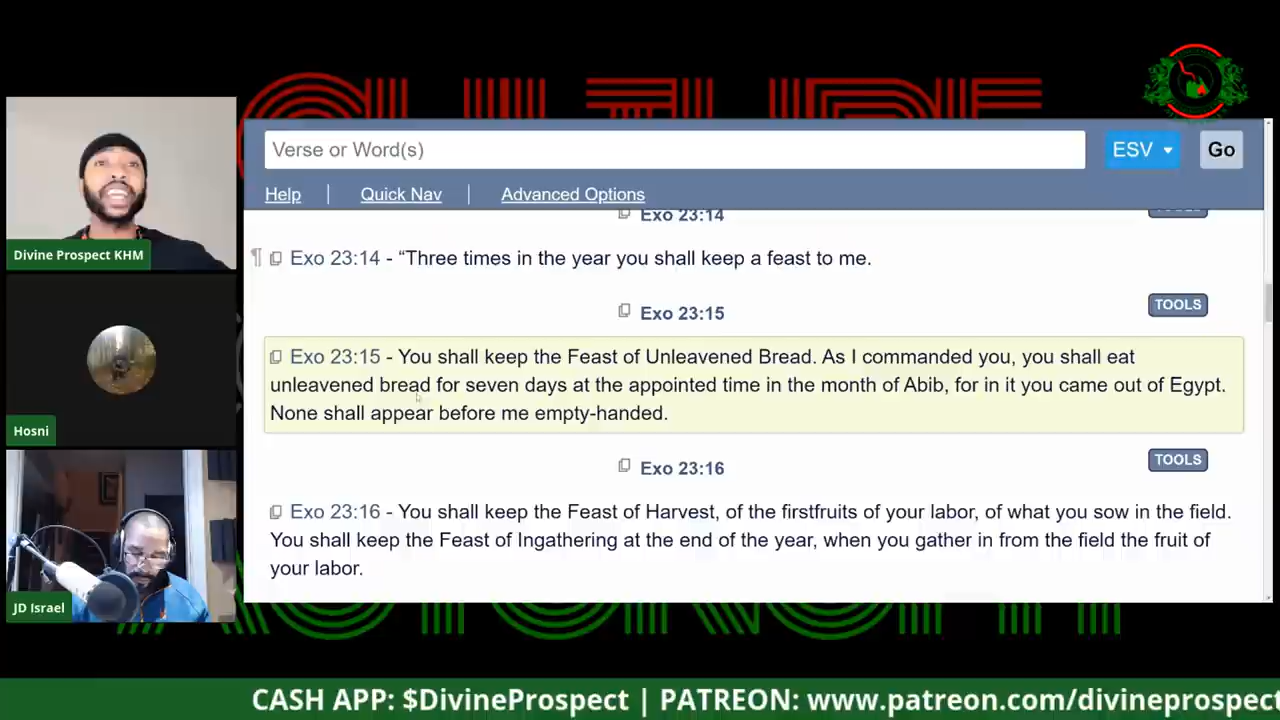 Divine Prospect KHM
Hosni
JD Israel
Verse or Word(s)
ESV
Go
Help | Quick Nav | Advanced Options
Exo 23:14
TOOLS
¶ Exo 23:14 - “Three times in the year you shall keep a feast to me.
Exo 23:15
TOOLS
Exo 23:15 - You shall keep the Feast of Unleavened Bread. As I commanded you, you shall eat
unleavened bread for seven days at the appointed time in the month of Abib, for in it you came out of Egypt.
None shall appear before me empty-handed.
Exo 23:16
TOOLS
Exo 23:16 - You shall keep the Feast of Harvest, of the firstfruits of your labor, of what you sow in the field.
You shall keep the Feast of Ingathering at the end of the year, when you gather in from the field the fruit of
your labor.
CASH APP: $DivineProspect | PATREON: www.patreon.com/divineprospect